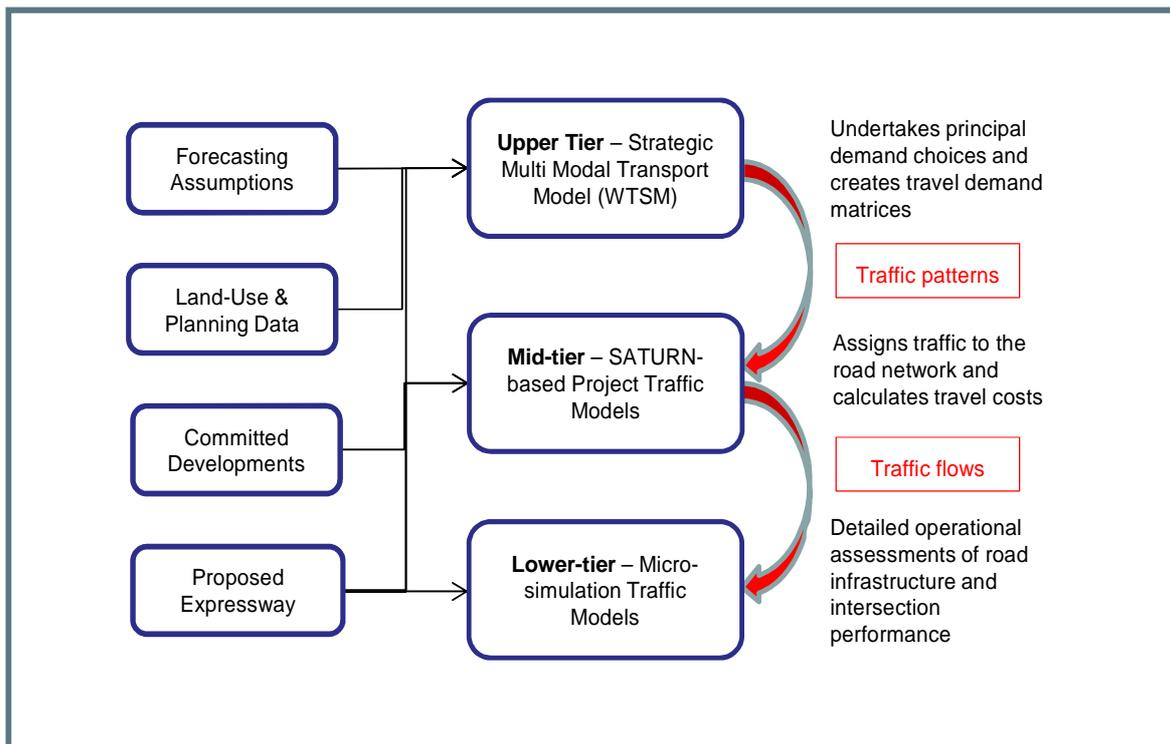 Forecasting
Assumptions
Land-Use &
Planning Data
Committed
Developments
Proposed
Expressway
Upper Tier – Strategic
Multi Modal Transport
Model (WTSM)
Mid-tier – SATURN-
based Project Traffic
Models
Lower-tier – Micro-
simulation Traffic
Models
Undertakes principal
demand choices and
creates travel demand
matrices
Traffic patterns
Assigns traffic to the
road network and
calculates travel costs
Traffic flows
Detailed operational
assessments of road
infrastructure and
intersection
performance